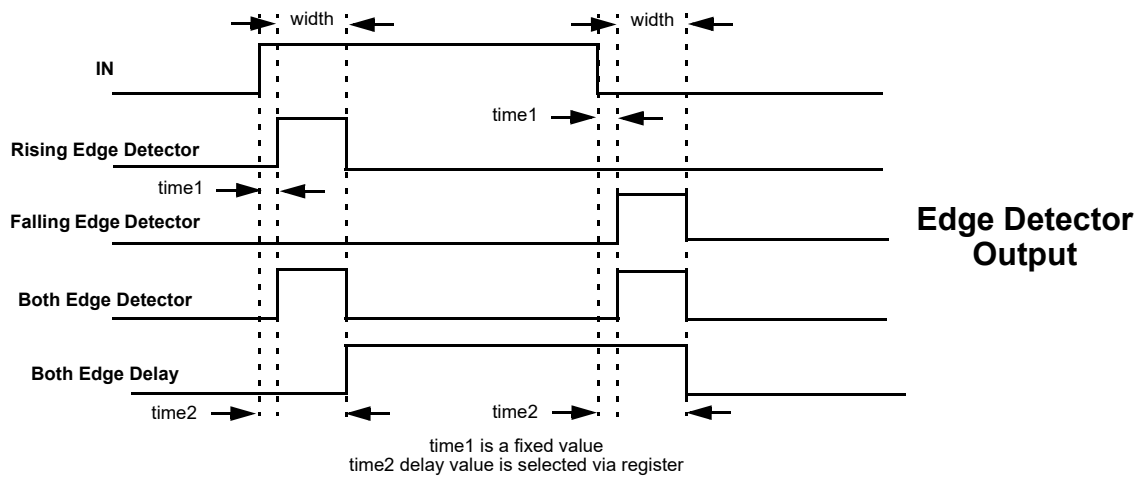 width
width
IN
time1
Rising Edge Detector
time1
Falling Edge Detector
Edge Detector
Output
Both Edge Detector
Both Edge Delay
time2
time2
time1 is a fixed value
time2 delay value is selected via register